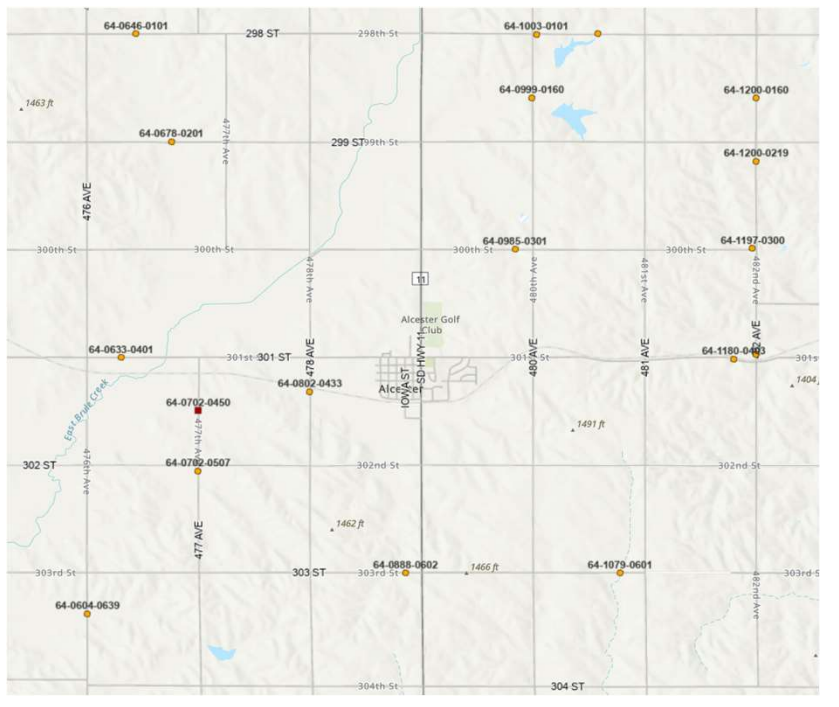 64-0646-0101
64-1003-0101
298 ST
298th St
64-0999-0160
64-1200-0160
1463 ft
64-0678-0201
477th Ave
299 ST
99th St
64-1200-0219
476 AVE
300th St
300th St
300th St
64-0985-0301
300th St
64-1197-0300
478th Ave
11
480th Ave
481st Ave
482nd Ave
Alcester Golf
Club
64-0633-0401
301st
301 ST
478 AVE
SD HWY 11
480 AVE
481 AVE
64-1180-0403
301s
64-0802-0433
Alcester
IOWA ST
1404
East Brule Creek
64-0702-0450
477th Ave
1491 ft
302 ST
476th Ave
64-0702-0507
302nd St
302nd St
477 AVE
1462 ft
303rd St
303 ST
303rd St
64-0888-0602
1466 ft
64-1079-0601
303rd S
482nd Ave
64-0604-0639
304th St
304 ST